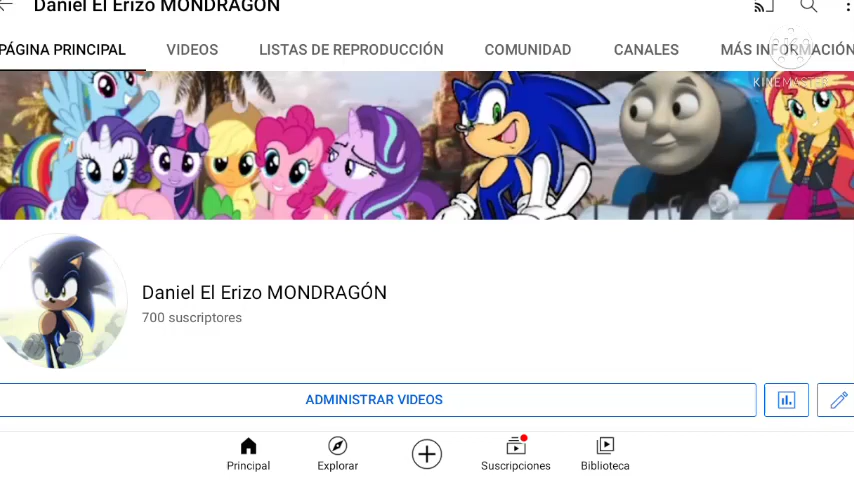 Daniel El Erizo MONDRAGÓN
PÁGINA PRINCIPAL VIDEOS LISTAS DE REPRODUCCIÓN COMUNIDAD CANALES MÁS INFORMACIÓN
KINEMASTER
Daniel El Erizo MONDRAGÓN
700 suscriptores
ADMINISTRAR VIDEOS
Principal Explorar Suscripciones Biblioteca